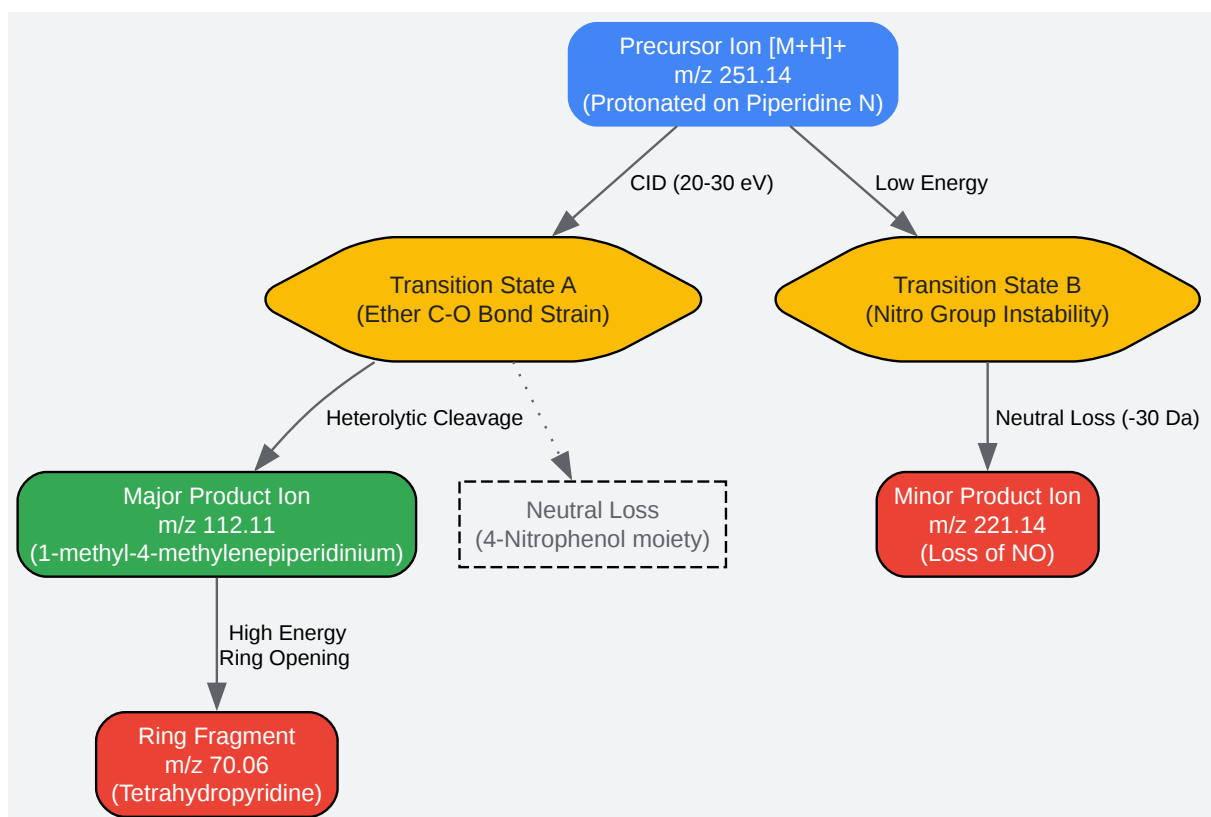 Precursor Ion [M+H]+
m/z 251.14
(Protonated on Piperidine N)
CID (20-30 eV)
Low Energy
Transition State A
(Ether C-O Bond Strain)
Transition State B
(Nitro Group Instability)
Heterolytic Cleavage
Neutral Loss (-30 Da)
Major Product Ion
m/z 112.11
(1-methyl-4-methylenepiperidinium)
Neutral Loss
(4-Nitrophenol moiety)
Minor Product Ion
m/z 221.14
(Loss of NO)
High Energy
Ring Opening
Ring Fragment
m/z 70.06
(Tetrahydropyridine)